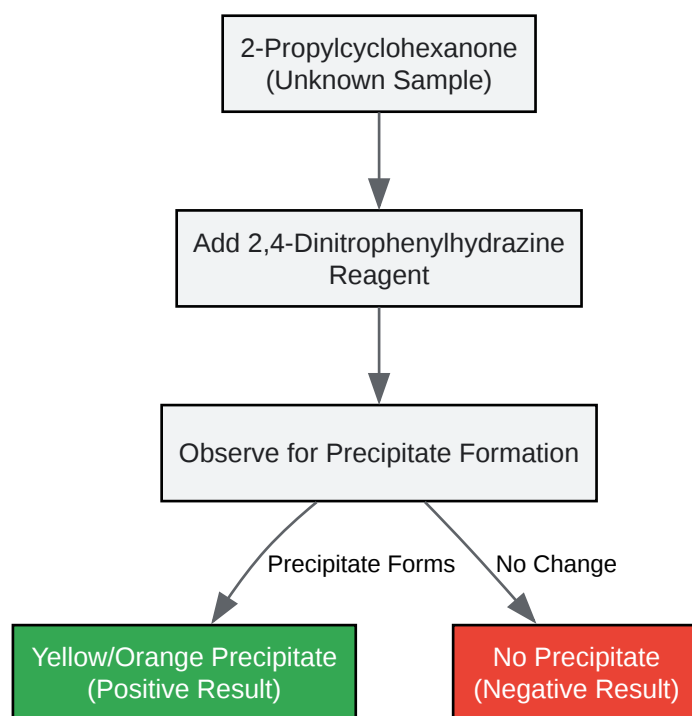 2-Propylcyclohexanone
(Unknown Sample)
Add 2,4-Dinitrophenylhydrazine
Reagent
Observe for Precipitate Formation
Precipitate Forms
No Change
Yellow/Orange Precipitate
(Positive Result)
No Precipitate
(Negative Result)